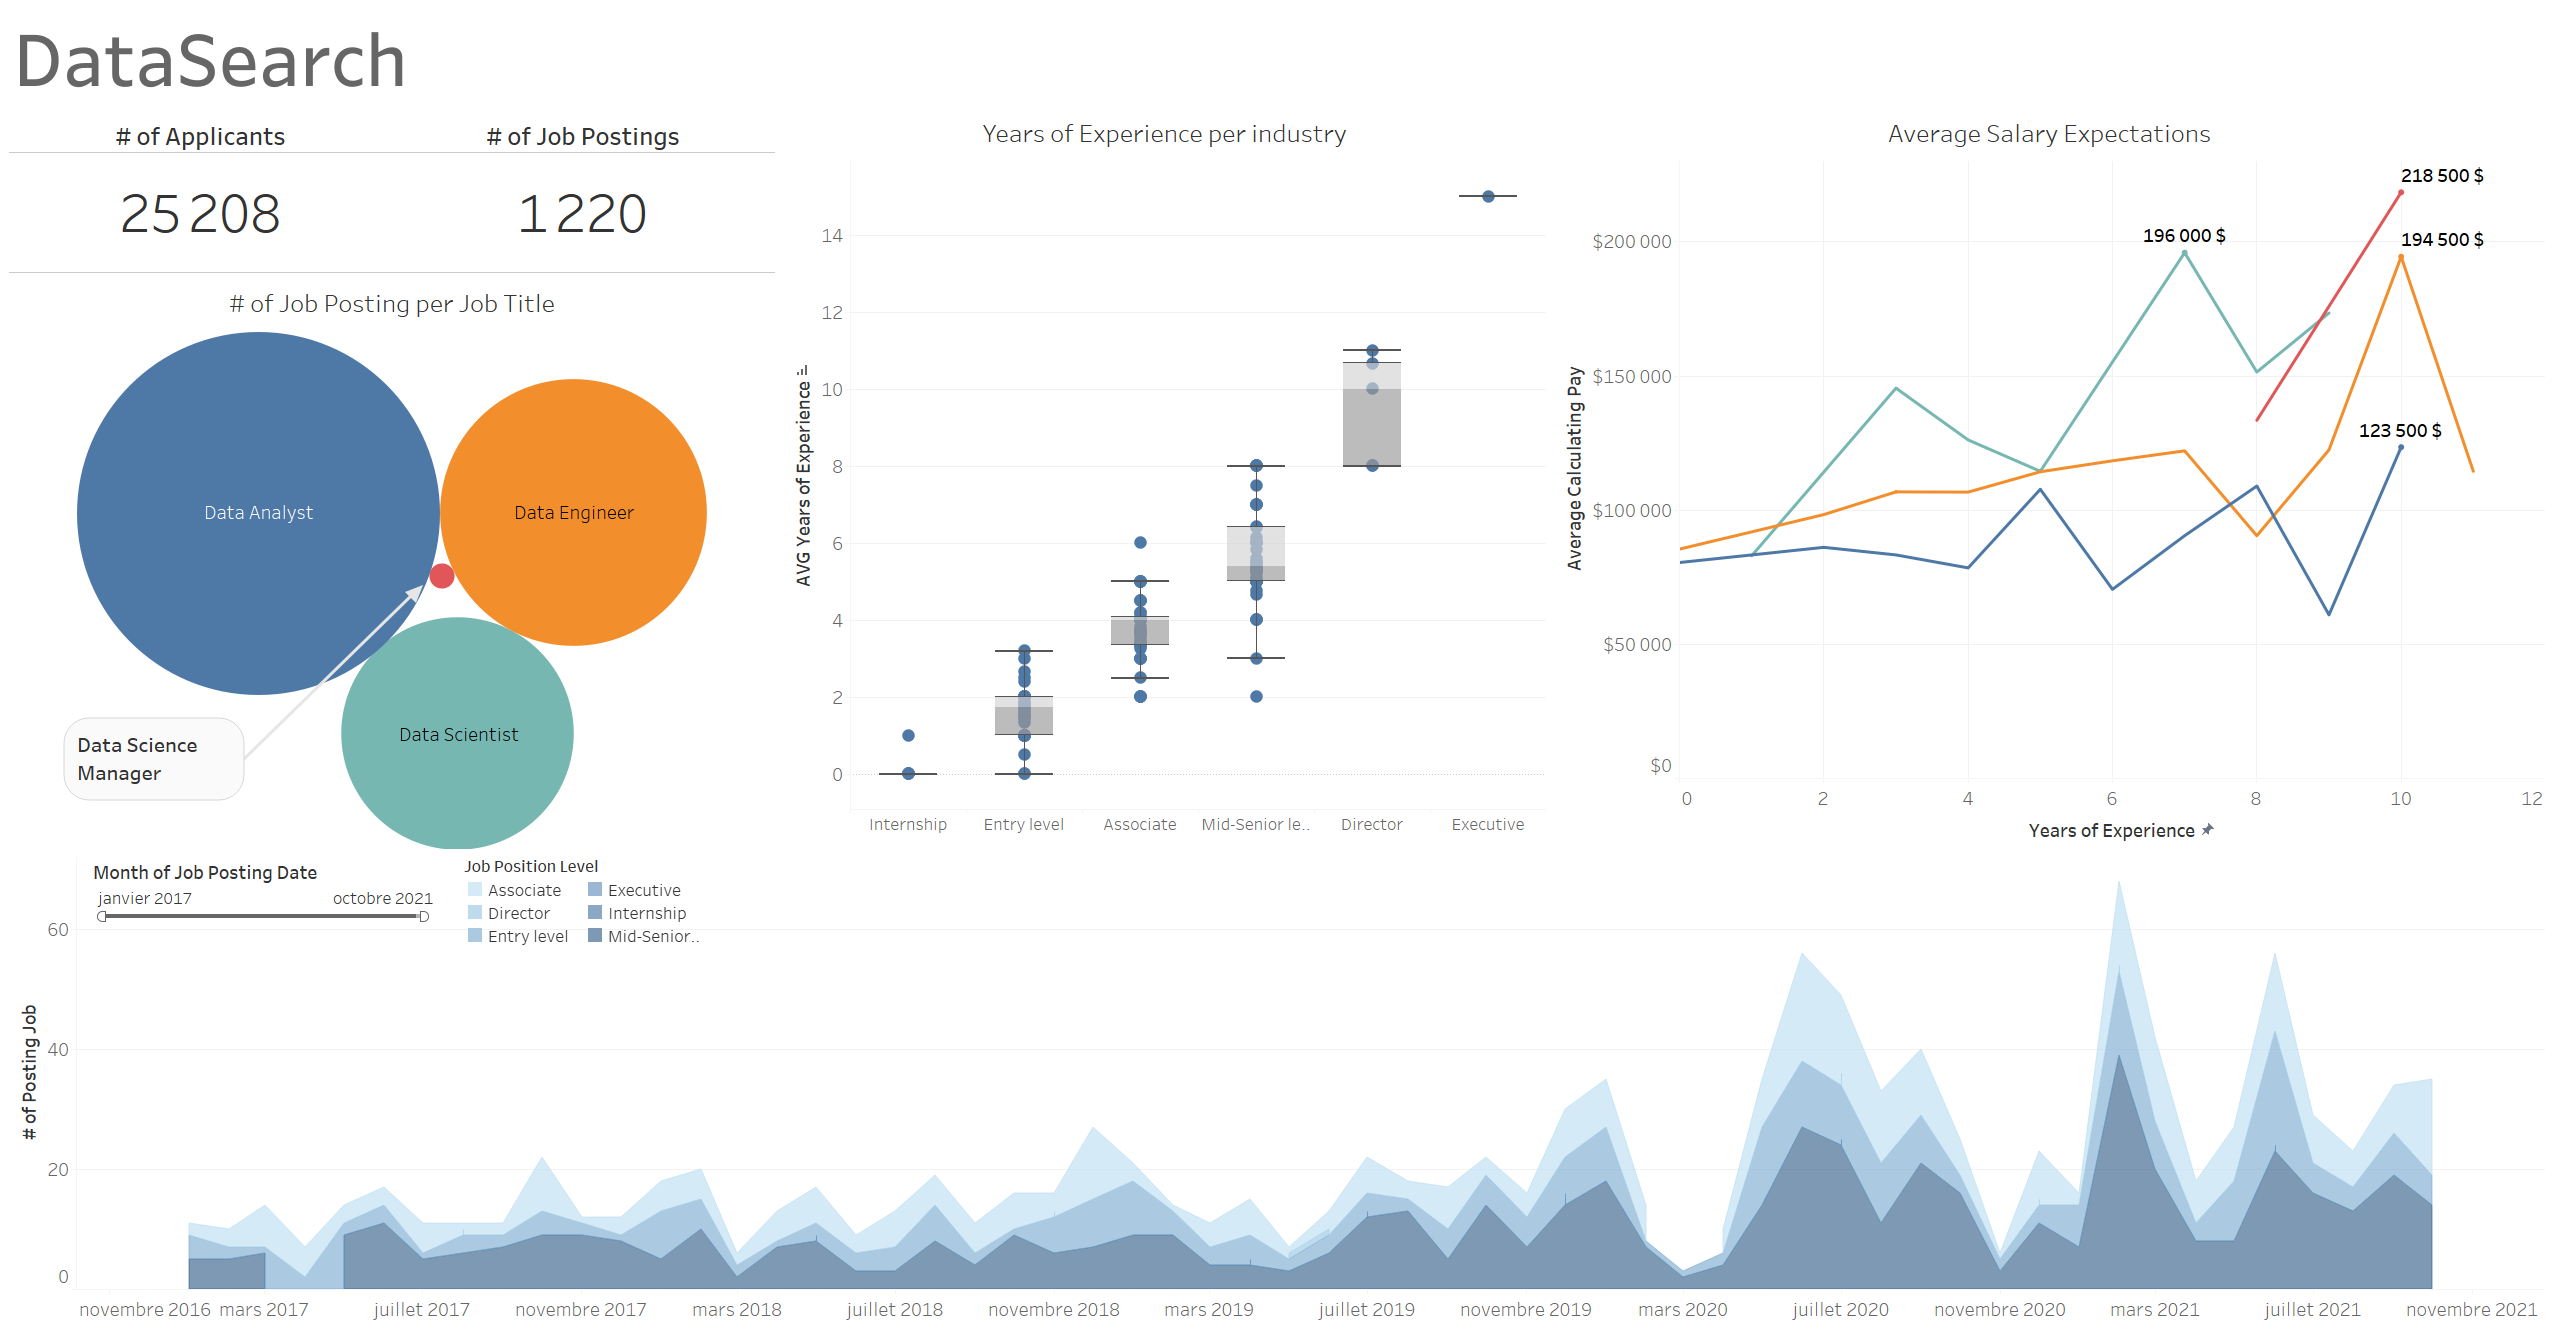 DataSearch
# of Applicants
# of Job Postings
25 208
1 220
# of Job Posting per Job Title
Data Analyst
Data Engineer
Data Scientist
Data Science
Manager
Years of Experience per industry
AVG Years of Experience
14
12
10
8
6
4
2
0
Internship
Entry level
Associate
Mid-Senior le..
Director
Executive
Average Salary Expectations
Average Calculating Pay
$200 000
$150 000
$100 000
$50 000
$0
218 500 $
196 000 $
194 500 $
123 500 $
0
2
4
6
8
10
12
Years of Experience
Month of Job Posting Date
janvier 2017
octobre 2021
Job Position Level
Associate
Executive
Director
Internship
Entry level
Mid-Senior..
# of Posting Job
60
40
20
0
novembre 2016
mars 2017
juillet 2017
novembre 2017
mars 2018
juillet 2018
novembre 2018
mars 2019
juillet 2019
novembre 2019
mars 2020
juillet 2020
novembre 2020
mars 2021
juillet 2021
novembre 2021